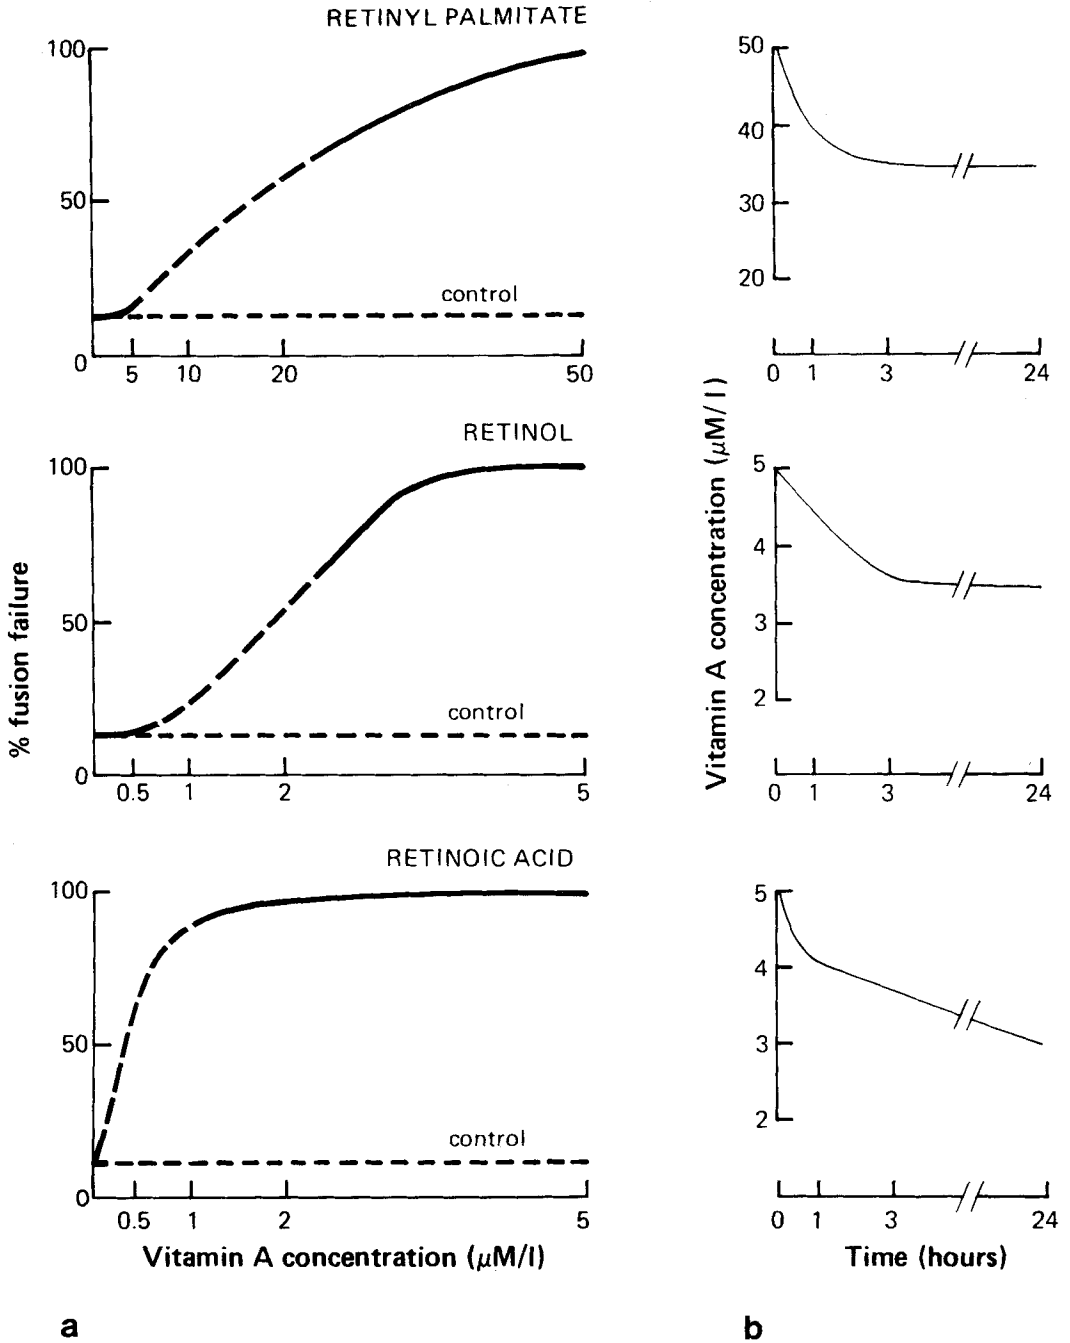 RETINYL PALMITATE
100
50
0
control
5 10 20 50
RETINOL
100
50
0
control
0.5 1 2 5
RETINOIC ACID
100
50
0
control
0.5 1 2 5
% fusion failure
Vitamin A concentration (μM/l)
a
50
40
30
20
0 1 3 24
5
4
3
2
0 1 3 24
5
4
3
2
0 1 3 24
Vitamin A concentration (μM/l)
Time (hours)
b